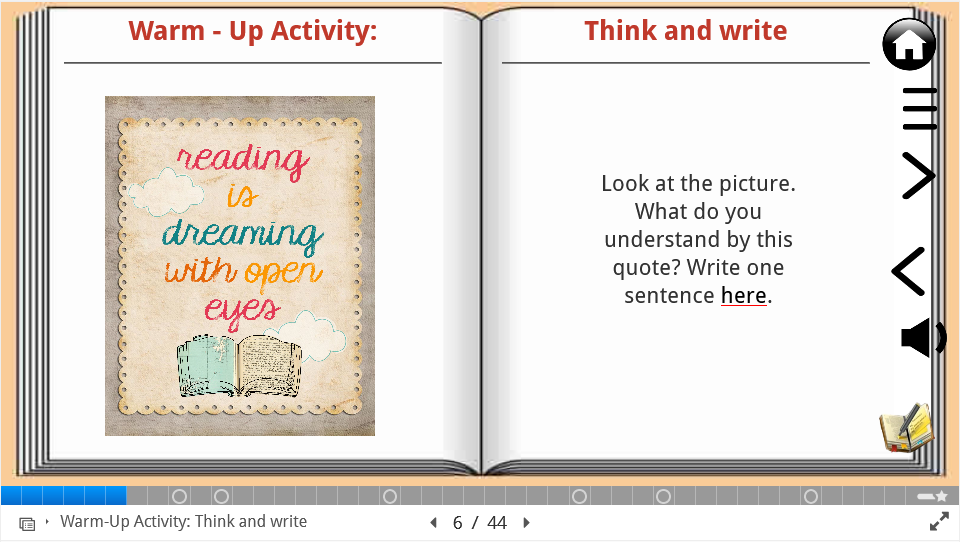 Warm - Up Activity:
reading
is
dreaming
with open
eyes
Think and write
Look at the picture.
What do you
understand by this
quote? Write one
sentence here.
Warm-Up Activity: Think and write
6 / 44